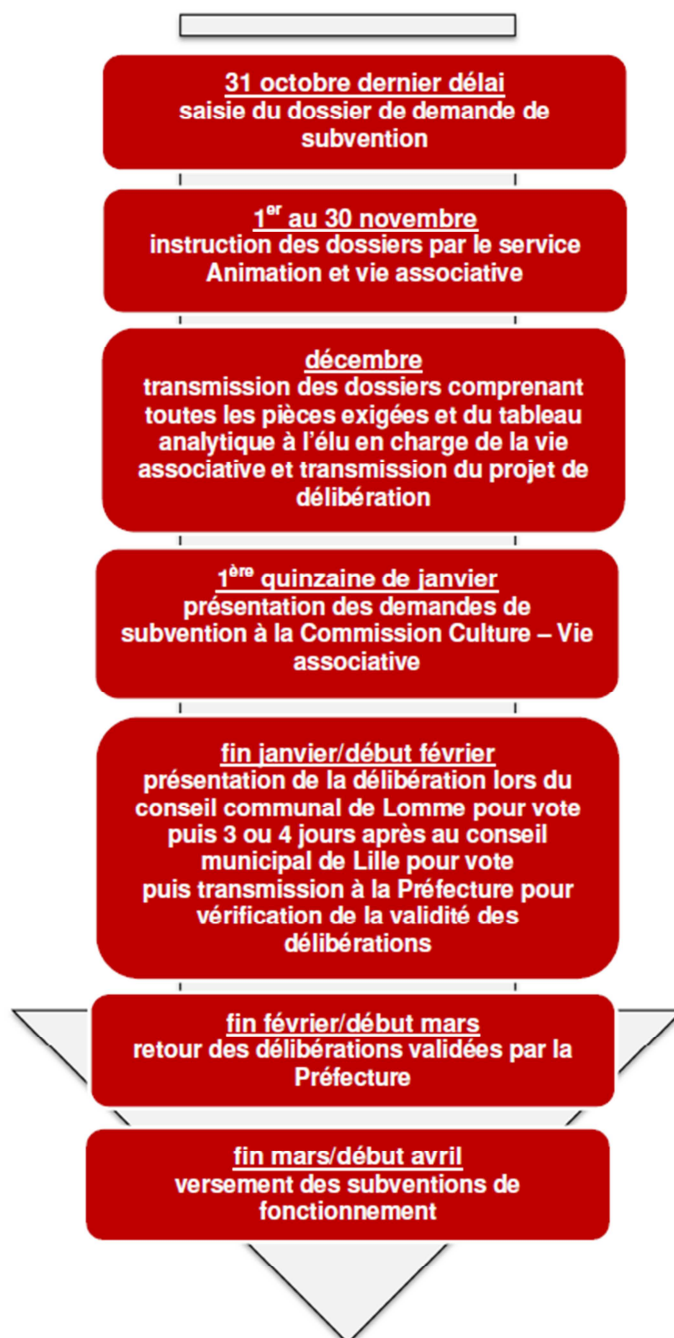 31 octobre dernier délai
saisie du dossier de demande de
subvention
1er au 30 novembre
instruction des dossiers par le service
Animation et vie associative
décembre
transmission des dossiers comprenant
toutes les pièces exigées et du tableau
analytique à l'élu en charge de la vie
associative et transmission du projet de
délibération
1ère quinzaine de janvier
présentation des demandes de
subvention à la Commission Culture – Vie
associative
fin janvier/début février
présentation de la délibération lors du
conseil communal de Lomme pour vote
puis 3 ou 4 jours après au conseil
municipal de Lille pour vote
puis transmission à la Préfecture pour
vérification de la validité des
délibérations
fin février/début mars
retour des délibérations validées par la
Préfecture
fin mars/début avril
versement des subventions de
fonctionnement